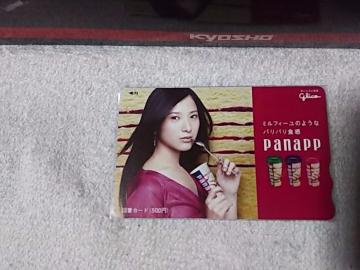 KYOSHO
glico
ミルフィーユのような
パリパリ食感
PANAPP
図書カード(500円)